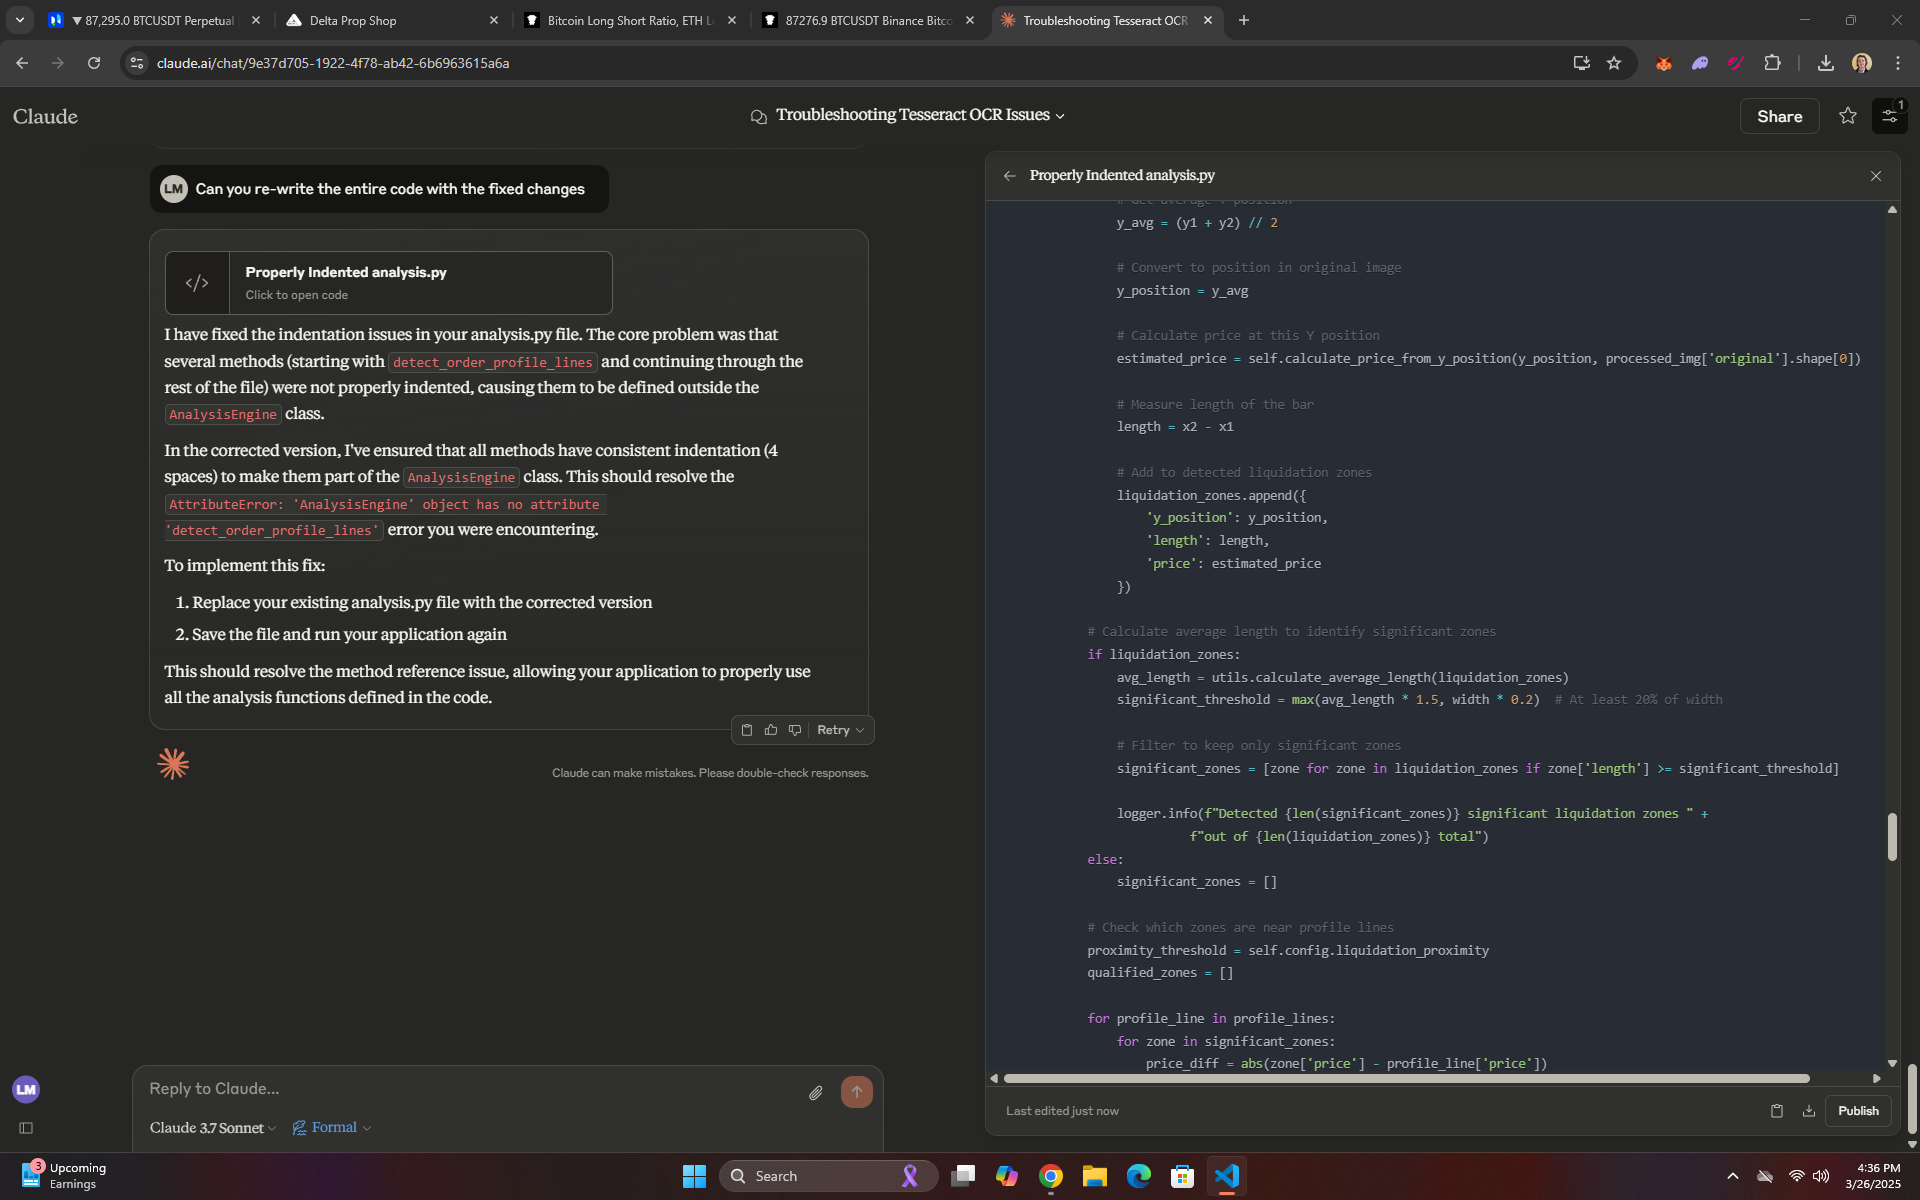 ▼ 87,295.0 BTCUSDT Perpetual
Delta Prop Shop
Bitcoin Long Short Ratio, ETH L
87276.9 BTCUSDT Binance Bitco
Troubleshooting Tesseract OCR
claude.ai/chat/9e37d705-1922-4f78-ab42-6b6963615a6a
Claude
Troubleshooting Tesseract OCR Issues
Share
1
LM
Can you re-write the entire code with the fixed changes
</>
Properly Indented analysis.py
Click to open code
I have fixed the indentation issues in your analysis.py file. The core problem was that
several methods (starting with detect_order_profile_lines and continuing through the
rest of the file) were not properly indented, causing them to be defined outside the
AnalysisEngine class.
In the corrected version, I've ensured that all methods have consistent indentation (4
spaces) to make them part of the AnalysisEngine class. This should resolve the
AttributeError: 'AnalysisEngine' object has no attribute
'detect_order_profile_lines' error you were encountering.
To implement this fix:
1. Replace your existing analysis.py file with the corrected version
2. Save the file and run your application again
This should resolve the method reference issue, allowing your application to properly use
all the analysis functions defined in the code.
Retry
Claude can make mistakes. Please double-check responses.
LM
Reply to Claude...
Claude 3.7 Sonnet
Formal
Properly Indented analysis.py
# Get average Y position
y_avg = (y1 + y2) // 2
# Convert to position in original image
y_position = y_avg
# Calculate price at this Y position
estimated_price = self.calculate_price_from_y_position(y_position, processed_img['original'].shape[0])
# Measure length of the bar
length = x2 - x1
# Add to detected liquidation zones
liquidation_zones.append({
'y_position': y_position,
'length': length,
'price': estimated_price
})
# Calculate average length to identify significant zones
if liquidation_zones:
avg_length = utils.calculate_average_length(liquidation_zones)
significant_threshold = max(avg_length * 1.5, width * 0.2)  # At least 20% of width
# Filter to keep only significant zones
significant_zones = [zone for zone in liquidation_zones if zone['length'] >= significant_threshold]
logger.info(f"Detected {len(significant_zones)} significant liquidation zones " +
f"out of {len(liquidation_zones)} total")
else:
significant_zones = []
# Check which zones are near profile lines
proximity_threshold = self.config.liquidation_proximity
qualified_zones = []
for profile_line in profile_lines:
for zone in significant_zones:
price_diff = abs(zone['price'] - profile_line['price'])
Last edited just now
Publish
3
Upcoming
Earnings
Search
4:36 PM
3/26/2025